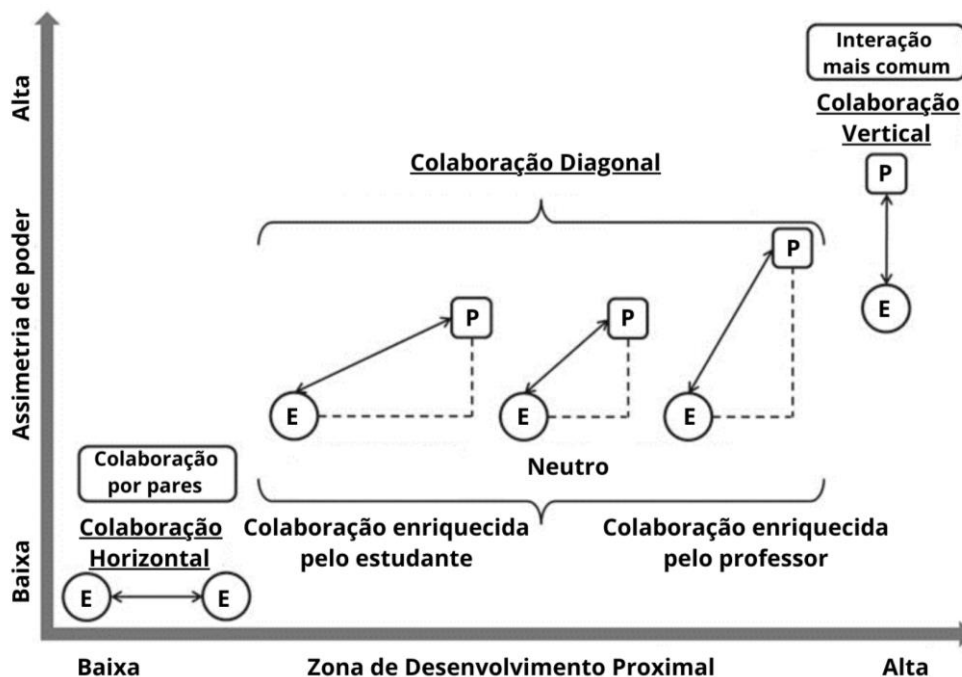 Alta
Assimetria de poder
Baixa
Interação
mais comum
Colaboração
Vertical
P
E
Colaboração Diagonal
P
E
P
E
P
E
Neutro
Colaboração enriquecida
pelo estudante
Colaboração enriquecida
pelo professor
Colaboração
por pares
Colaboração
Horizontal
E
E
Baixa
Zona de Desenvolvimento Proximal
Alta